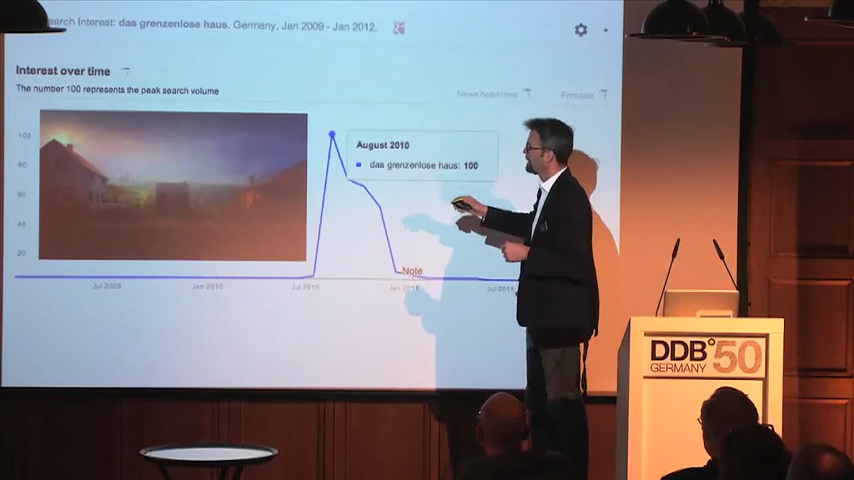 arch Interest: das grenzenlose haus. Germany, Jan 2009 - Jan 2012.
Interest over time
The number 100 represents the peak search volume
News headlines
Forecast
100
August 2010
das grenzenlose haus: 100
80
60
40
20
Note
Jul 2009
Jan 2010
Jul 2010
Jan 2011
Jul 2011
DDB°50
GERMANY